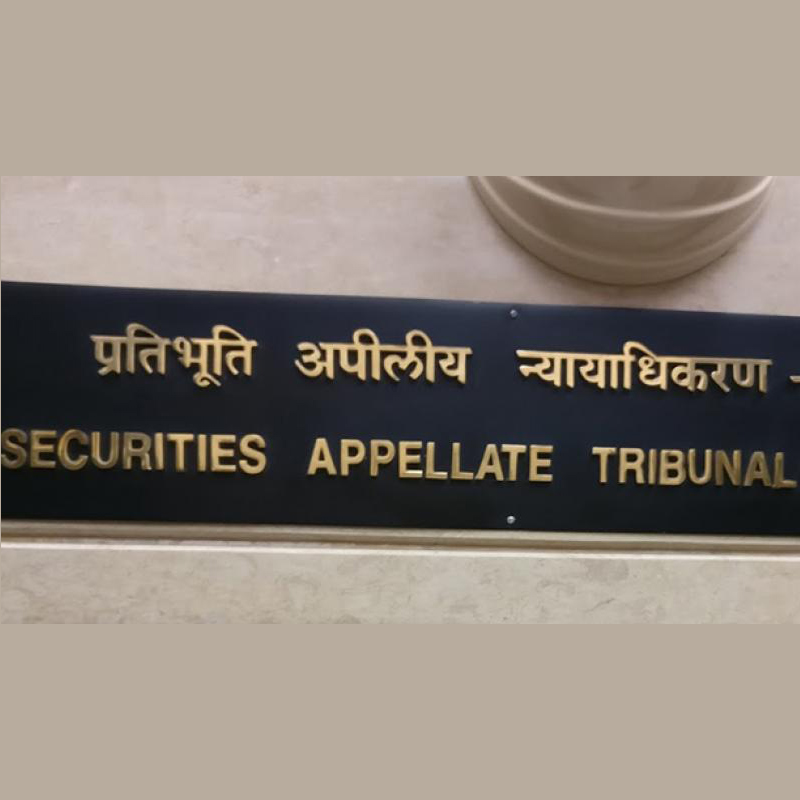 प्रतिभूति अपीलीय न्यायाधिकरण -
SECURITIES APPELLATE TRIBUNAL